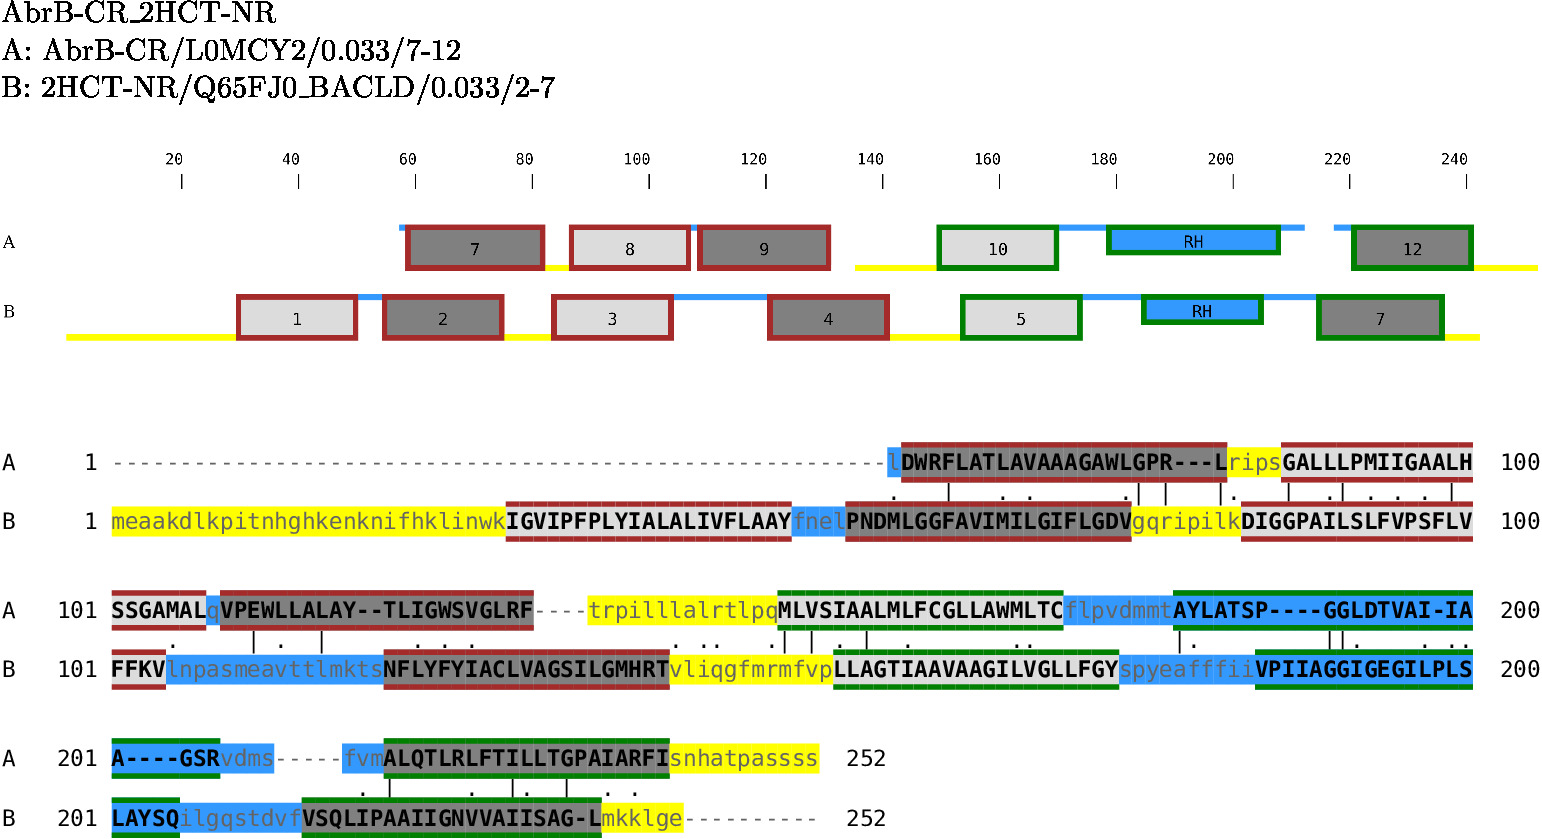 AbrB-CR_2HCT-NR
A: AbrB-CR/L0MCY2/0.033/7-12
B: 2HCT-NR/Q65FJ0_BACLD/0.033/2-7
20 40 60 80 100 120 140 160 180 200 220 240
A 7 8 9 10 RH 12
B 1 2 3 4 5 RH 7
A 1 ---------------------------------------------------------lDWRFLATLAVAAAGAWLGPR---LripsGALLLPMIIGAALH 100
B 1 meaakdlkpitnhghkenknifhklinwkIGVIPFPLYIALALIVFLAAYfnelPNDMLGGFAVIMILGIFLGDVgqripilkDIGGPAILSLFVPSFLV 100
A 101 SSGAMALqVPEWLLALAY--TLIGWSVGLRF----trpilllalrtlpqMLVSIAALMLFCGLLAWMLTCflpvdmmtAYLATSP----GGLDTVAI-IA 200
B 101 FFKVlnpasmeavttlmktsNFLYFYIACLVAGSILGMHRTvliqgfmrmfvpLLAGTIAAVAAGILVGLLFGYspyeafffiiVPIIAGGIGEGILPLS 200
A 201 A----GSRvdms-----fvmALQTLRLFTILLTGPAIARFIsnhatpassss 252
B 201 LAYSQilgqstdvfVSQLIPAAIIGNVVAIISAG-Lmkklge---------- 252